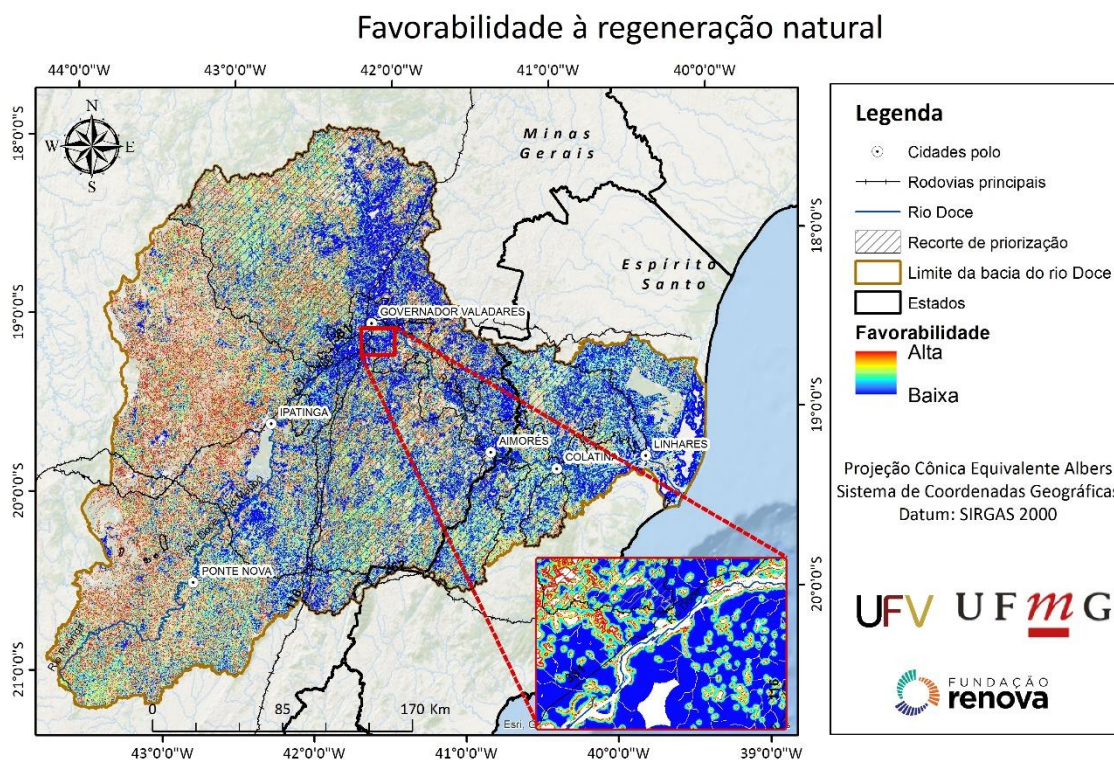 Favorabilidade à regeneração natural
44°0'0"W 43°0'0"W 42°0'0"W 41°0'0"W 40°0'0"W
N
W E
S
18°0'0"S
19°0'0"S
20°0'0"S
21°0'0"S
Minas
Gerais
Espírito
Santo
GOVERNADOR VALADARES
IPATINGA
AIMORÉS
COLATINA
LINHARES
PONTE NOVA
Rio Piranga
116
0 85 170 Km
Esri,
18°0'0"S
19°0'0"S
20°0'0"S
43°0'0"W 42°0'0"W 41°0'0"W 40°0'0"W 39°0'0"W
Legenda
Cidades polo
Rodovias principais
Rio Doce
Recorte de priorização
Limite da bacia do rio Doce
Estados
Favorabilidade
Alta
Baixa
Projeção Cônica Equivalente Albers
Sistema de Coordenadas Geográficas
Datum: SIRGAS 2000
UFV UFmG
FUNDAÇÃO
renova